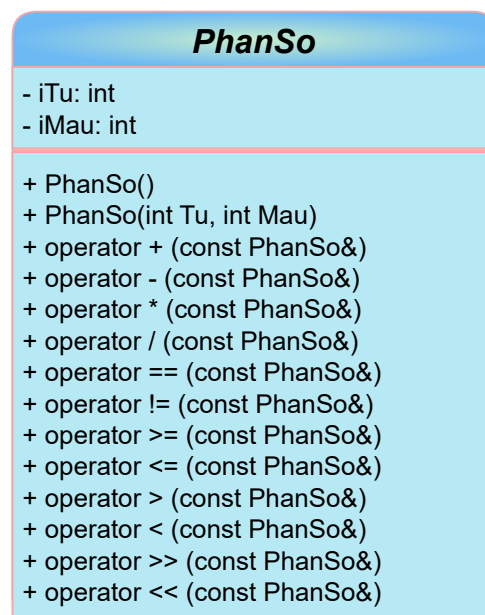 PhanSo
- iTu: int
- iMau: int
+ PhanSo()
+ PhanSo(int Tu, int Mau)
+ operator + (const PhanSo&)
+ operator - (const PhanSo&)
+ operator * (const PhanSo&)
+ operator / (const PhanSo&)
+ operator == (const PhanSo&)
+ operator != (const PhanSo&)
+ operator >= (const PhanSo&)
+ operator <= (const PhanSo&)
+ operator > (const PhanSo&)
+ operator < (const PhanSo&)
+ operator >> (const PhanSo&)
+ operator << (const PhanSo&)